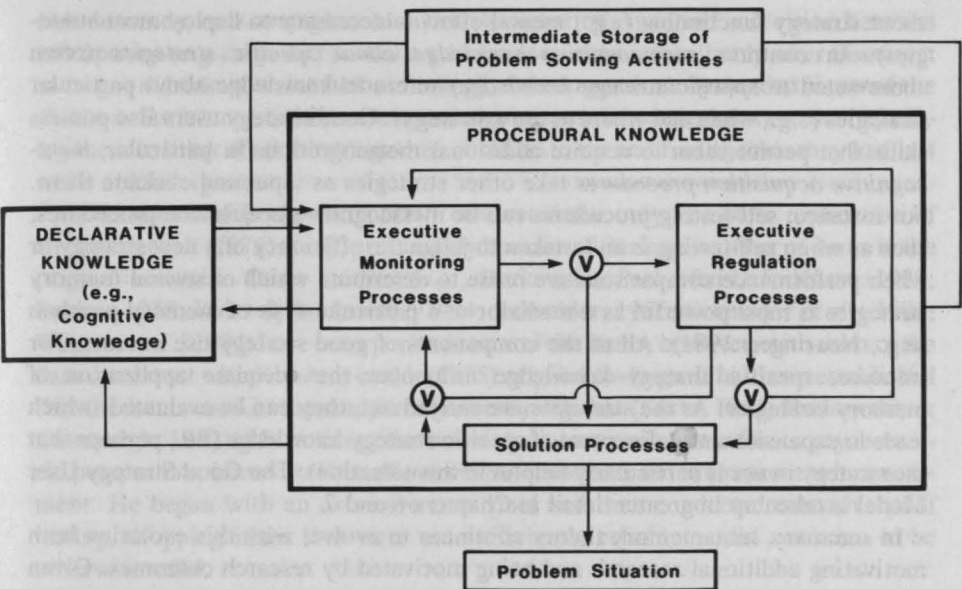 Intermediate Storage of
Problem Solving Activities
PROCEDURAL KNOWLEDGE
DECLARATIVE
KNOWLEDGE
(e.g.,
Cognitive
Knowledge)
Executive
Monitoring
Processes
V
Executive
Regulation
Processes
V
V
Solution Processes
Problem Situation